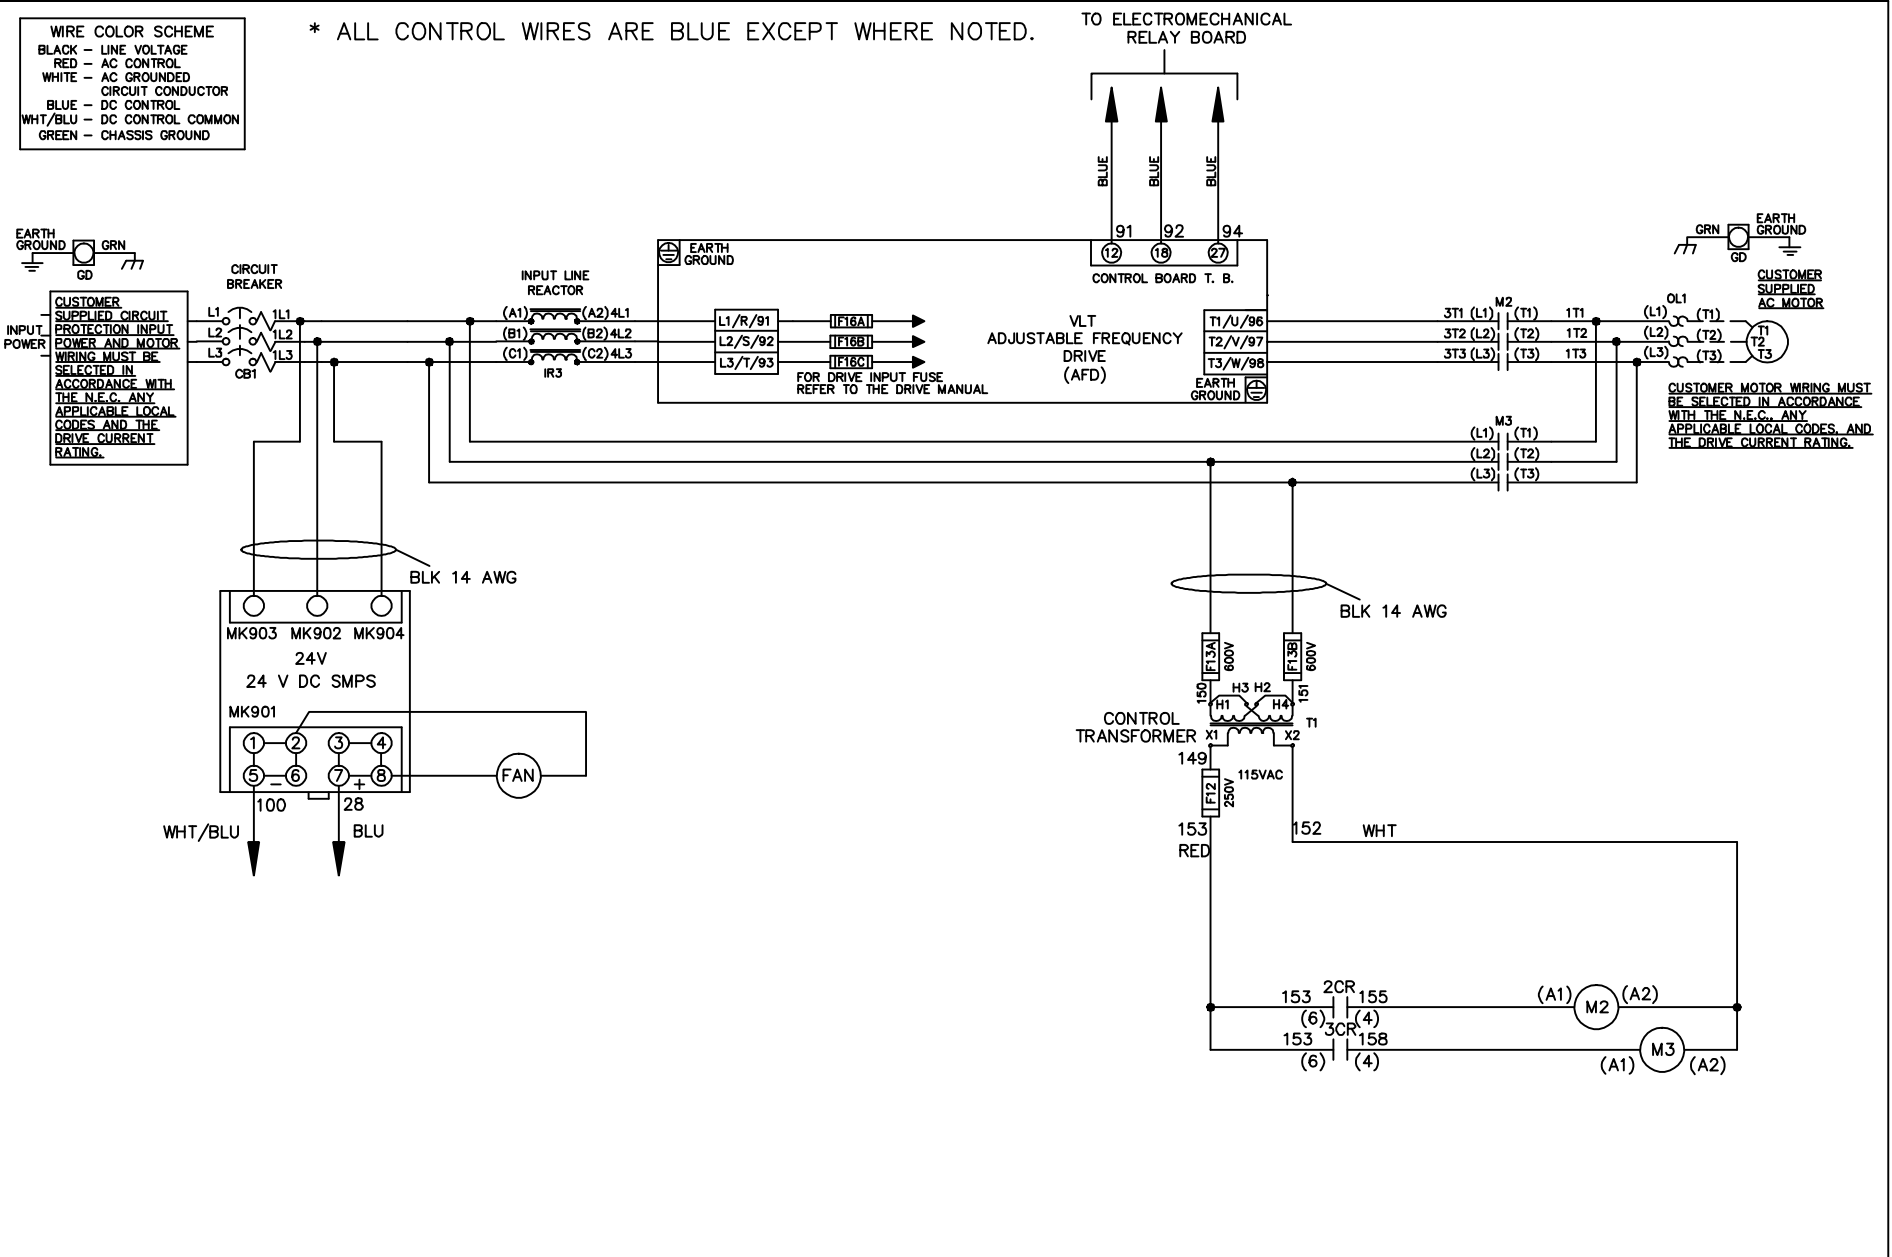 WIRE COLOR SCHEME
BLACK – LINE VOLTAGE
RED – AC CONTROL
WHITE – AC GROUNDED
CIRCUIT CONDUCTOR
BLUE – DC CONTROL
WHT/BLU – DC CONTROL COMMON
GREEN – CHASSIS GROUND
* ALL CONTROL WIRES ARE BLUE EXCEPT WHERE NOTED.
TO ELECTROMECHANICAL
RELAY BOARD
BLUE
BLUE
BLUE
91 92 94
12 18 27
CONTROL BOARD T. B.
EARTH
GROUND
GRN
GD
CUSTOMER
SUPPLIED CIRCUIT
PROTECTION INPUT
POWER AND MOTOR
WIRING MUST BE
SELECTED IN
ACCORDANCE WITH
THE N.E.C. ANY
APPLICABLE LOCAL
CODES AND THE
DRIVE CURRENT
RATING.
INPUT
POWER
CIRCUIT
BREAKER
L1 1L1
L2 1L2
L3 1L3
CB1
INPUT LINE
REACTOR
(A1) (A2) 4L1
(B1) (B2) 4L2
(C1) (C2) 4L3
IR3
EARTH
GROUND
L1/R/91
L2/S/92
L3/T/93
F16A
F16B
F16C
FOR DRIVE INPUT FUSE
REFER TO THE DRIVE MANUAL
VLT
ADJUSTABLE FREQUENCY
DRIVE
(AFD)
T1/U/96
T2/V/97
T3/W/98
EARTH
GROUND
M2
3T1 (L1) (T1) 1T1
3T2 (L2) (T2) 1T2
3T3 (L3) (T3) 1T3
OL1
(L1) (T1)
(L2) (T2)
(L3) (T3)
T1
T2
T3
GRN
EARTH
GROUND
GD
CUSTOMER
SUPPLIED
AC MOTOR
CUSTOMER MOTOR WIRING MUST
BE SELECTED IN ACCORDANCE
WITH THE N.E.C., ANY
APPLICABLE LOCAL CODES, AND
THE DRIVE CURRENT RATING.
M3
(L1) (T1)
(L2) (T2)
(L3) (T3)
BLK 14 AWG
MK903 MK902 MK904
24V
24 V DC SMPS
MK901
1 2 3 4
5 – 6 7 + 8
100 28
WHT/BLU BLU
FAN
BLK 14 AWG
F13A
600V
F13B
600V
150
151
H3 H2
H1 H4
T1
CONTROL
TRANSFORMER
X1 X2
149
115VAC
F12
250V
153
RED
152 WHT
2CR
153 155
(6) (4)
(A1) M2 (A2)
3CR
153 158
(6) (4)
(A1) M3 (A2)